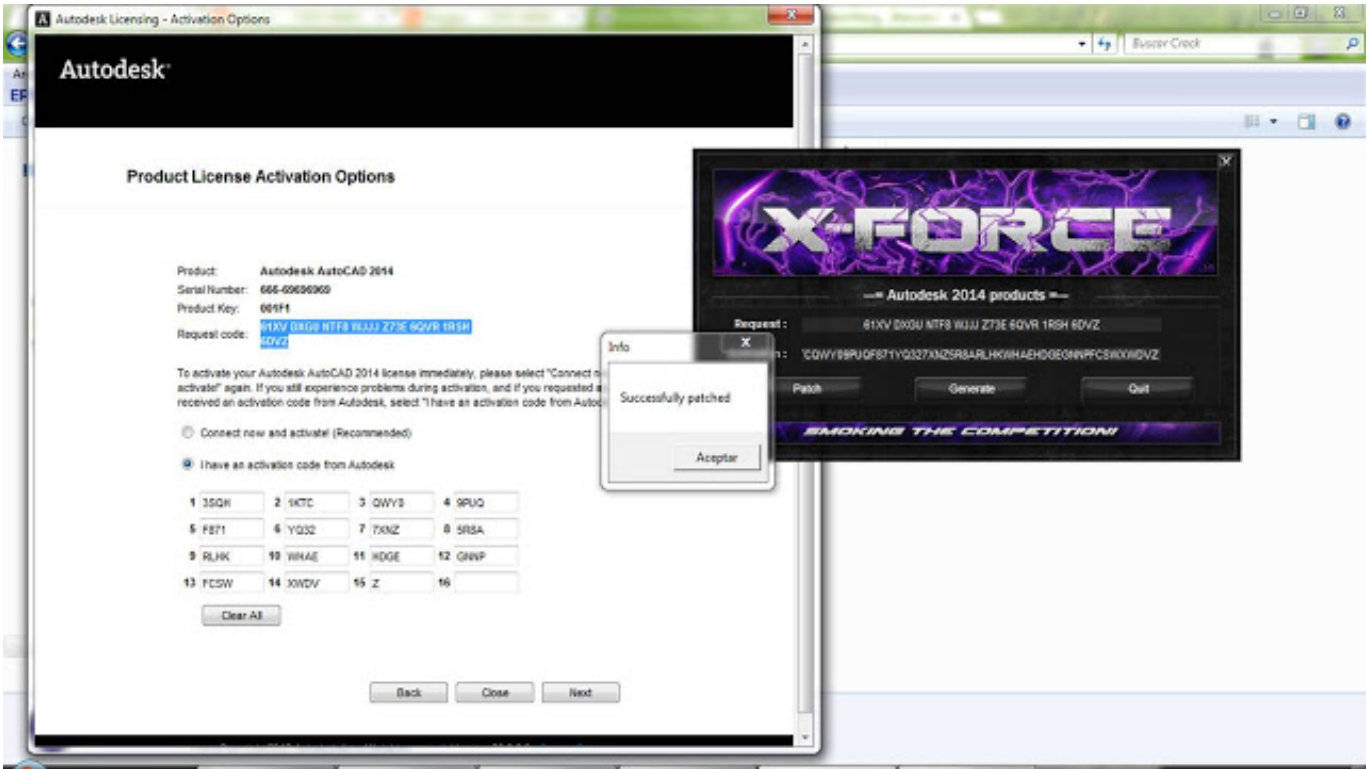 Autodesk Licensing - Activation Options
Buscar Crack
Autodesk
Product License Activation Options
Product: Autodesk AutoCAD 2014
Serial Number: 666-69696969
Product Key: 001F1
Request code: 61XV DXGU NTF8 WJJJ Z73E 6QVR 1RSH
6DVZ
To activate your Autodesk AutoCAD 2014 license immediately, please select "Connect
activate!" again. If you still experience problems during activation, and if you requested
received an activation code from Autodesk, select "I have an activation code from
Connect now and activate! (Recommended)
I have an activation code from Autodesk
1 3SQH 2 1KTC 3 QWY8 4 9PUQ
5 F871 6 YQ32 7 7XNZ 8 5R8A
9 RLHK 10 WHAE 11 HDGE 12 GNNP
13 FCSW 14 XWDV 15 Z 16
Clear All
Back Close Next
X-FORCE
-= Autodesk 2014 products =-
Request : 61XV DXGU NTF8 WJJJ Z73E 6QVR 1RSH 6DVZ
Patch Generate Quit
SMOKING THE COMPETITION!
Info
Successfully patched
Aceptar